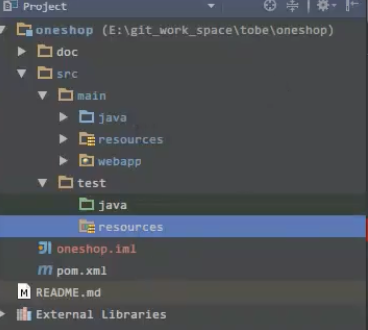 Project
oneshop (E:\git_work_space\tobe\oneshop)
doc
src
main
java
resources
webapp
test
java
resources
oneshop.iml
pom.xml
README.md
External Libraries